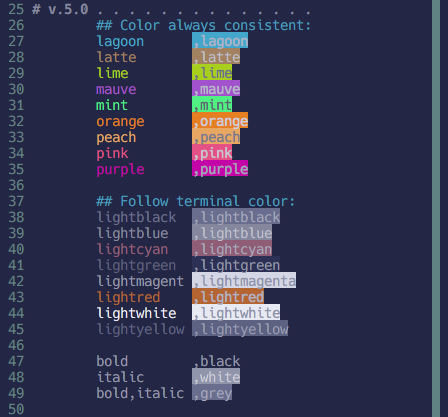 25 # v.5.0 . . . . . . . . . . . . . .
26 ## Color always consistent:
27 lagoon ,lagoon
28 latte ,latte
29 lime ,lime
30 mauve ,mauve
31 mint ,mint
32 orange ,orange
33 peach ,peach
34 pink ,pink
35 purple ,purple
36
37 ## Follow terminal color:
38 lightblack ,lightblack
39 lightblue ,lightblue
40 lightcyan ,lightcyan
41 lightgreen ,lightgreen
42 lightmagent ,lightmagenta
43 lightred ,lightred
44 lightwhite ,lightwhite
45 lightyellow ,lightyellow
46
47 bold ,black
48 italic ,white
49 bold,italic ,grey
50